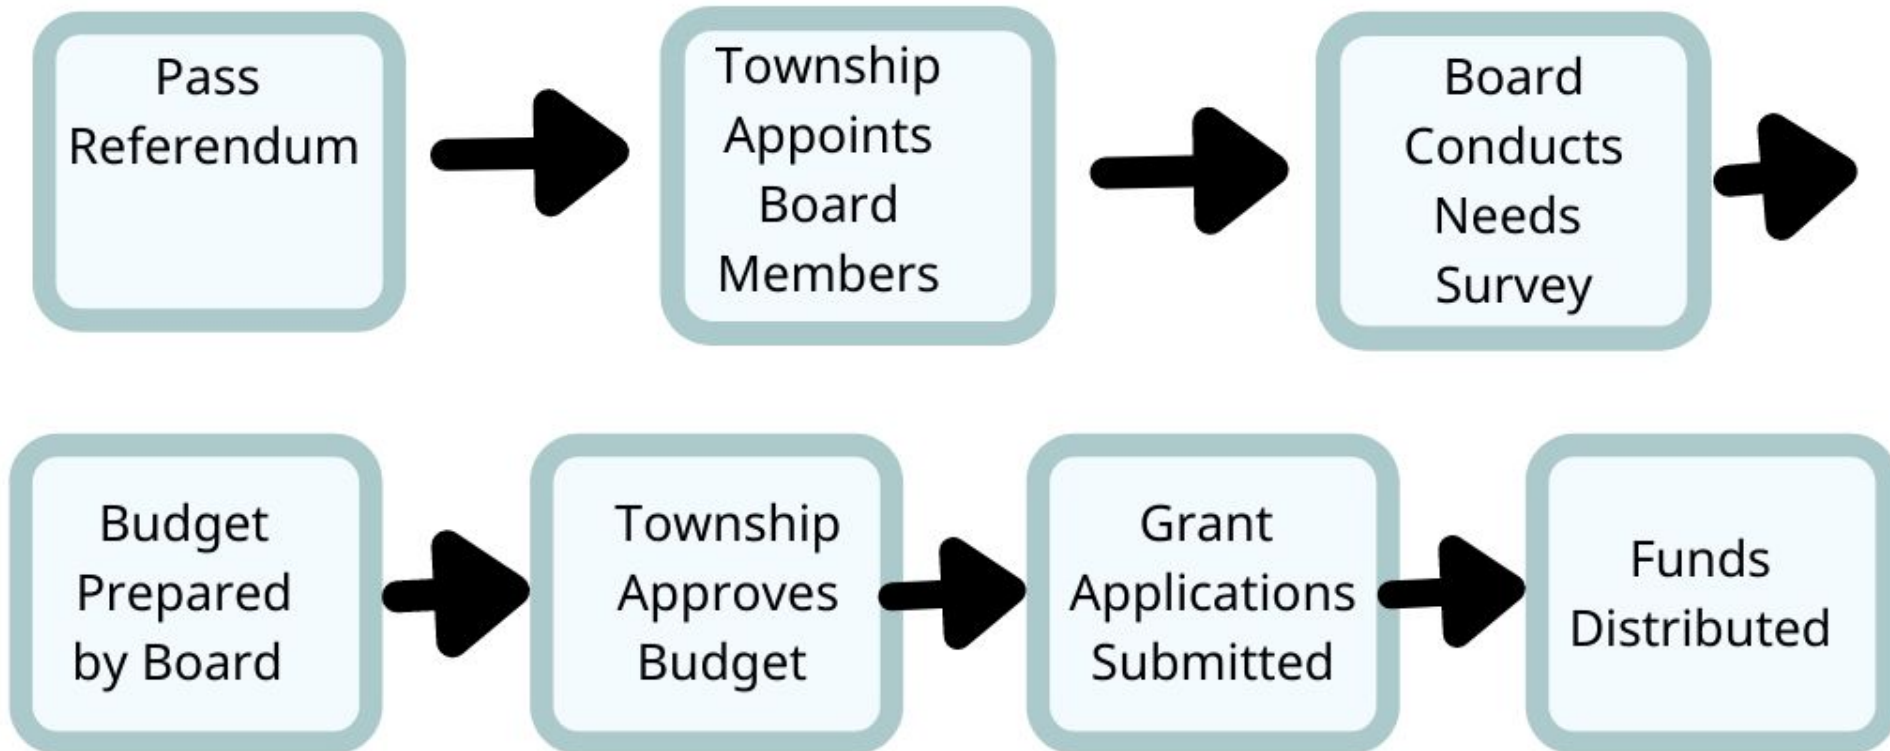 Pass
Referendum
Township
Appoints
Board
Members
Board
Conducts
Needs
Survey
Budget
Prepared
by Board
Township
Approves
Budget
Grant
Applications
Submitted
Funds
Distributed